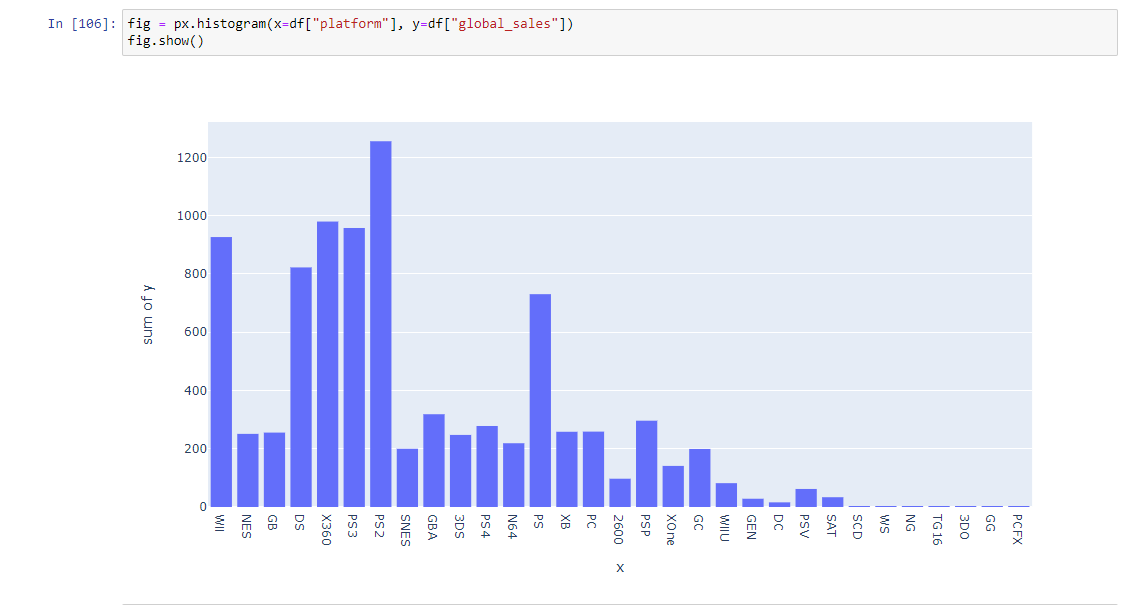 In [106]: fig = px.histogram(x=df["platform"], y=df["global_sales"])
fig.show()
1200
1000
800
600
400
200
0
sum of y
WII NES GB DS X360 PS3 PS2 SNES GBA 3DS PS4 N64 PS XB PC 2600 PSP XOne GC WIIU GEN DC PSV SAT SCD WS NG TG16 3DO GG PCFX
x